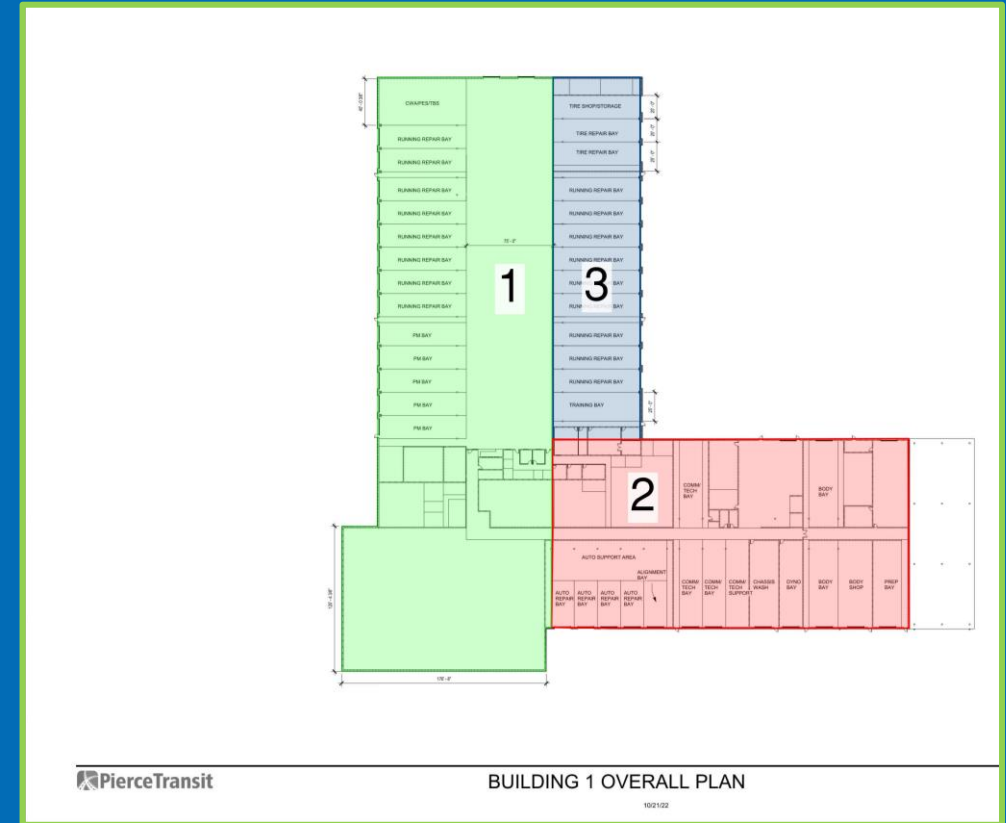 CWA/PES/TBS
RUNNING REPAIR BAY
RUNNING REPAIR BAY
RUNNING REPAIR BAY
RUNNING REPAIR BAY
RUNNING REPAIR BAY
RUNNING REPAIR BAY
RUNNING REPAIR BAY
RUNNING REPAIR BAY
PM BAY
PM BAY
PM BAY
PM BAY
PM BAY
1
TIRE SHOP/STORAGE
TIRE REPAIR BAY
TIRE REPAIR BAY
RUNNING REPAIR BAY
RUNNING REPAIR BAY
RUNNING REPAIR BAY
RUNNING REPAIR BAY
BAY
BAY
RUNNING REPAIR BAY
RUNNING REPAIR BAY
RUNNING REPAIR BAY
TRAINING BAY
3
2
COMM/
TECH
BAY
BODY
BAY
AUTO SUPPORT AREA
ALIGNMENT
BAY
AUTO
REPAIR
BAY
AUTO
REPAIR
BAY
AUTO
REPAIR
BAY
AUTO
REPAIR
BAY
COMM/
TECH
BAY
COMM/
TECH
BAY
COMM/
TECH
SUPPORT
CHASSIS
WASH
DYNO
BAY
BODY
BAY
BODY
SHOP
PREP
BAY
PierceTransit
BUILDING 1 OVERALL PLAN
10/21/22